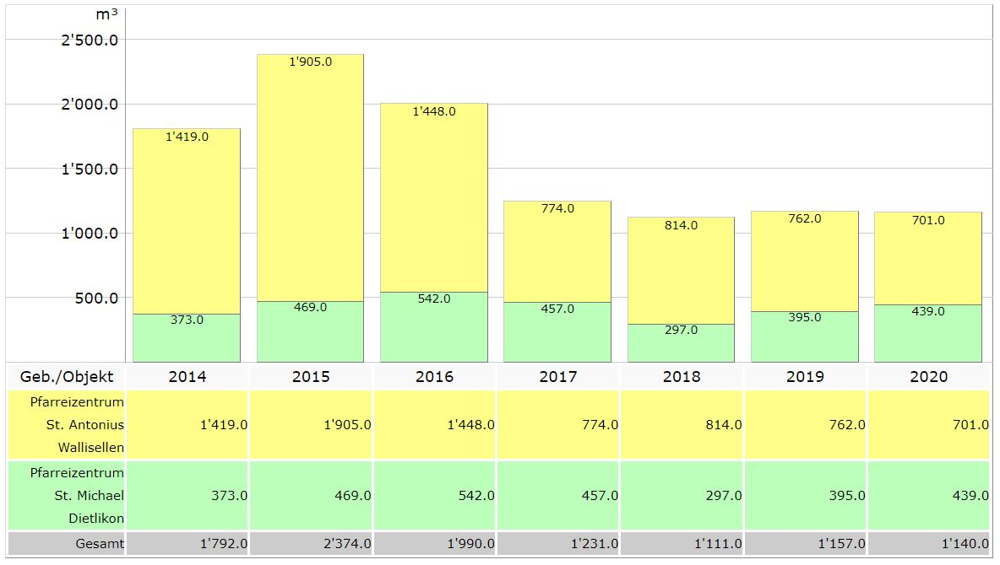 m³
2'500.0
2'000.0
1'500.0
1'000.0
500.0
1'419.0
1'905.0
1'448.0
774.0
814.0
762.0
701.0
373.0
469.0
542.0
457.0
297.0
395.0
439.0
Geb./Objekt 2014 2015 2016 2017 2018 2019 2020
Pfarreizentrum
St. Antonius 1'419.0 1'905.0 1'448.0 774.0 814.0 762.0 701.0
Wallisellen
Pfarreizentrum
St. Michael 373.0 469.0 542.0 457.0 297.0 395.0 439.0
Dietlikon
Gesamt 1'792.0 2'374.0 1'990.0 1'231.0 1'111.0 1'157.0 1'140.0